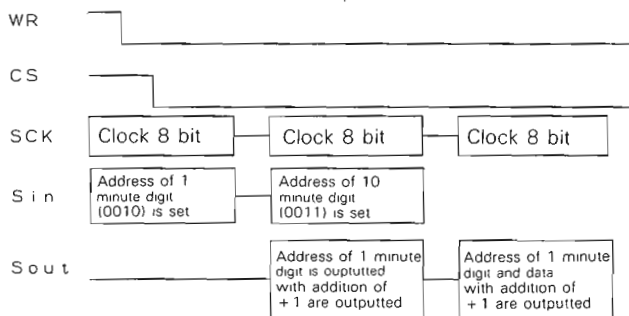 WR
CS
SCK
Clock 8 bit
Clock 8 bit
Clock 8 bit
Sin
Address of 1
minute digit
(0010) is set
Address of 10
minute digit
(0011) is set
Sout
Address of 1 minute
digit is ouptutted
with addition of
+1 are outputted
Address of 1 minute
digit and data
with addition of
+1 are outputted